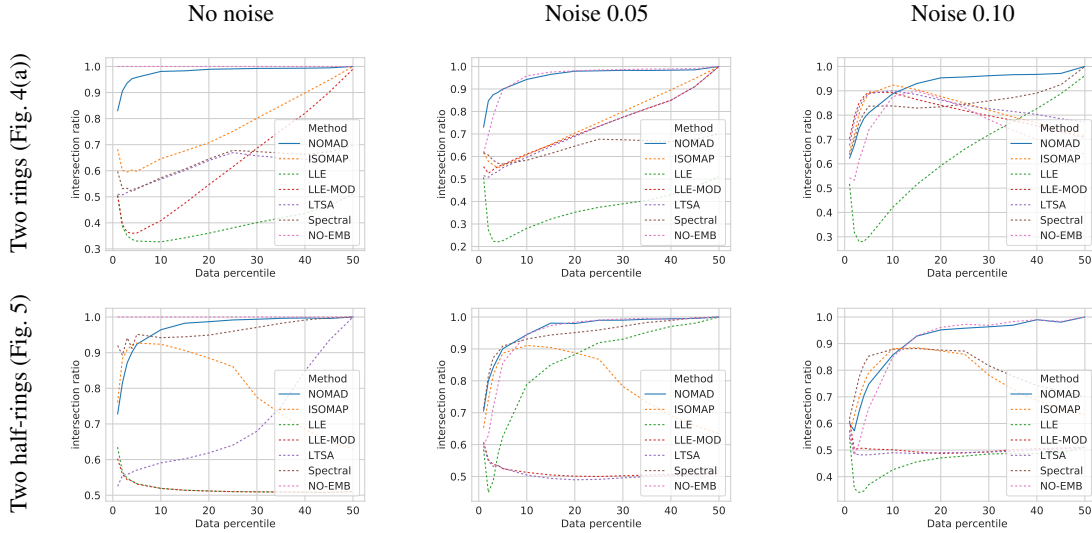 No noise
Noise 0.05
Noise 0.10
Two rings (Fig. 4(a))
intersection ratio
1.0
0.9
0.8
0.7
0.6
0.5
0.4
0.3
0
10
20
30
40
50
Data percentile
Method
NOMAD
ISOMAP
LLE
LLE-MOD
LTSA
Spectral
NO-EMB
intersection ratio
1.0
0.9
0.8
0.7
0.6
0.5
0.4
0.3
0.2
0
10
20
30
40
50
Data percentile
Method
NOMAD
ISOMAP
LLE
LLE-MOD
LTSA
Spectral
NO-EMB
intersection ratio
1.0
0.9
0.8
0.7
0.6
0.5
0.4
0.3
0
10
20
30
40
50
Data percentile
Method
NOMAD
ISOMAP
LLE
LLE-MOD
LTSA
Spectral
NO-EMB
Two half-rings (Fig. 5)
intersection ratio
1.0
0.9
0.8
0.7
0.6
0.5
0
10
20
30
40
50
Data percentile
Method
NOMAD
ISOMAP
LLE
LLE-MOD
LTSA
Spectral
NO-EMB
intersection ratio
1.0
0.9
0.8
0.7
0.6
0.5
0
10
20
30
40
50
Data percentile
Method
NOMAD
ISOMAP
LLE
LLE-MOD
LTSA
Spectral
NO-EMB
intersection ratio
1.0
0.9
0.8
0.7
0.6
0.5
0.4
0
10
20
30
40
50
Data percentile
Method
NOMAD
ISOMAP
LLE
LLE-MOD
LTSA
Spectral
NO-EMB